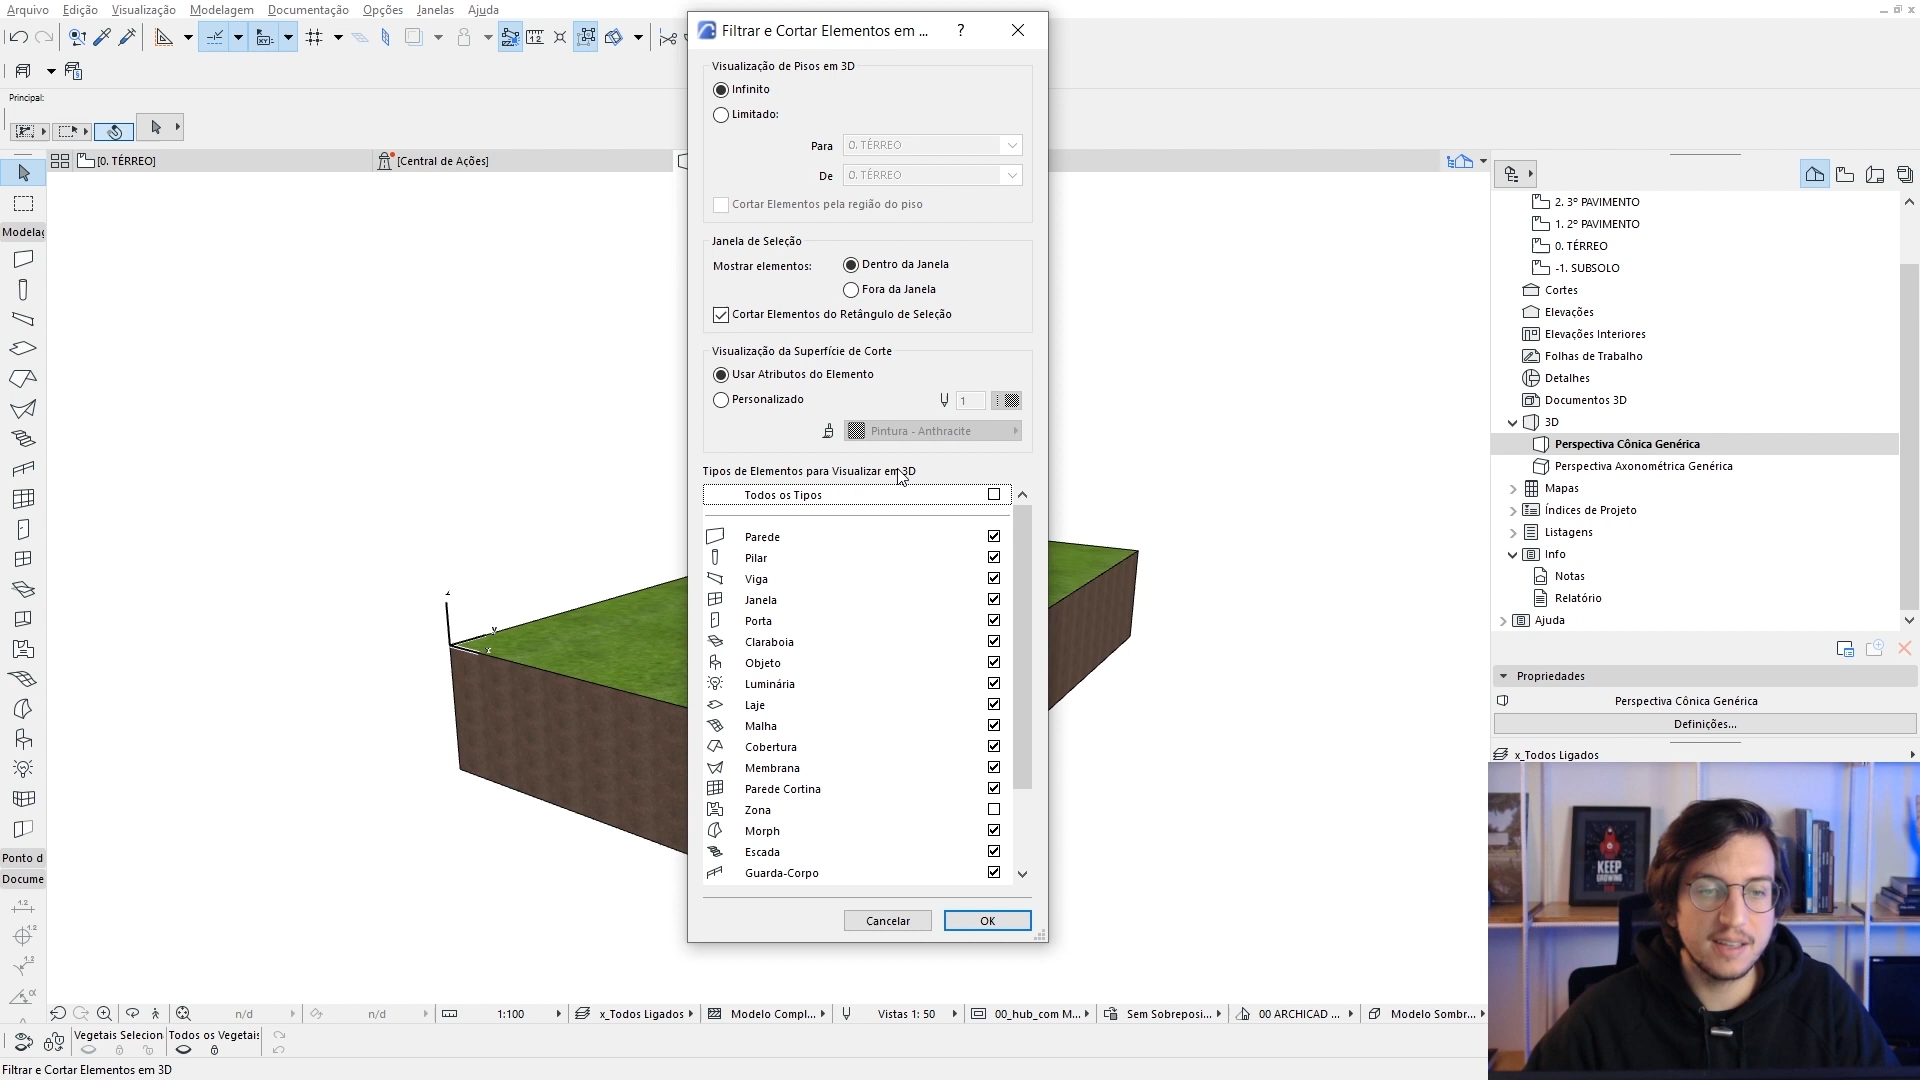 Arquivo Edição Visualização Modelagem Documentação Opções Janelas Ajuda
Filtrar e Cortar Elementos em ...
?
Principal:
[0. TÉRREO]
[Central de Ações]
Modelag
Ponto d
Docume
1.2
1.2
1.2
Visualização de Pisos em 3D
Infinito
Limitado:
Para 0. TÉRREO
De 0. TÉRREO
Cortar Elementos pela região do piso
Janela de Seleção
Mostrar elementos:
Dentro da Janela
Fora da Janela
Cortar Elementos do Retângulo de Seleção
Visualização da Superfície de Corte
Usar Atributos do Elemento
Personalizado
1
Pintura - Anthracite
Tipos de Elementos para Visualizar em 3D
Todos os Tipos
Parede
Pilar
Viga
Janela
Porta
Claraboia
Objeto
Luminária
Laje
Malha
Cobertura
Membrana
Parede Cortina
Zona
Morph
Escada
Guarda-Corpo
Cancelar
OK
2. 3º PAVIMENTO
1. 2º PAVIMENTO
0. TÉRREO
-1. SUBSOLO
Cortes
Elevações
Elevações Interiores
Folhas de Trabalho
Detalhes
Documentos 3D
3D
Perspectiva Cônica Genérica
Perspectiva Axonométrica Genérica
Mapas
Índices de Projeto
Listagens
Info
Notas
Relatório
Ajuda
Propriedades
Perspectiva Cônica Genérica
Definições...
x_Todos Ligados
KEEP
GROWING
n/d
n/d
1:100
x_Todos Ligados
Modelo Compl...
Vistas 1: 50
00_hub_com M...
Sem Sobreposi...
00 ARCHICAD ...
Modelo Sombr...
Vegetais Selecion
Todos os Vegetais
Filtrar e Cortar Elementos em 3D